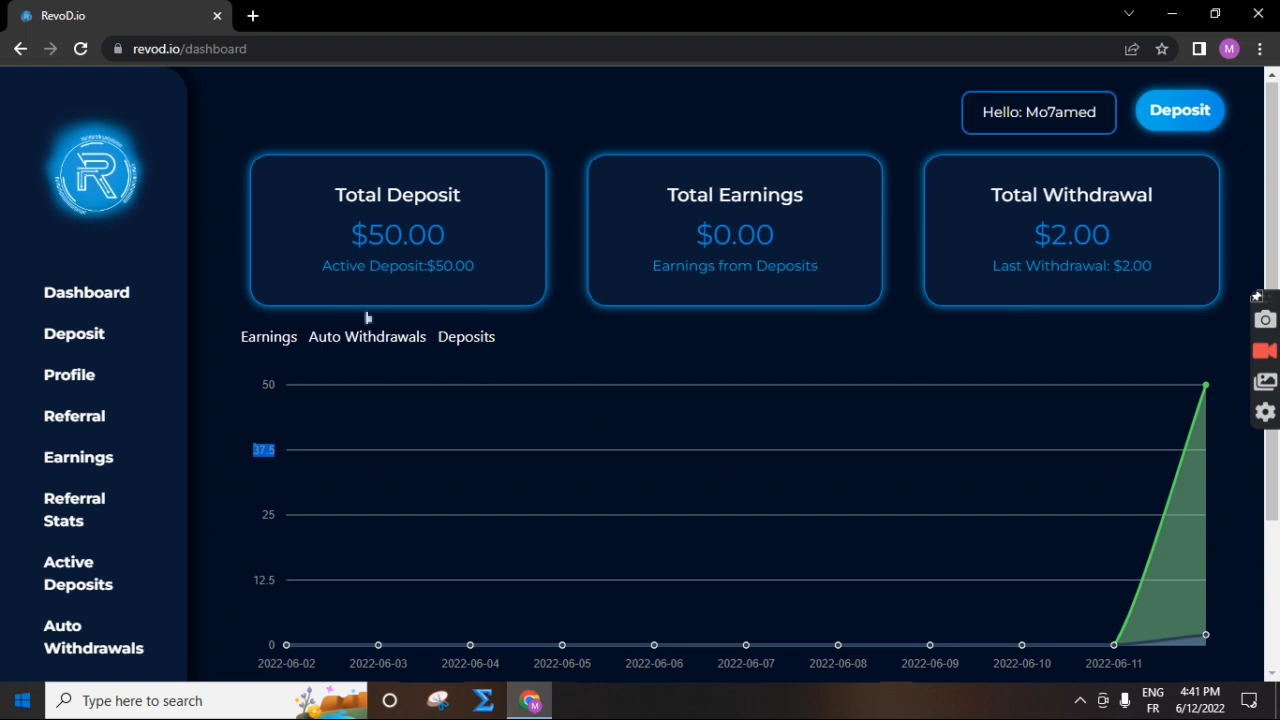 RevoD.io
revod.io/dashboard
M
Hello: Mo7amed
Deposit
R
Total Deposit
$50.00
Active Deposit:$50.00
Total Earnings
$0.00
Earnings from Deposits
Total Withdrawal
$2.00
Last Withdrawal: $2.00
Dashboard
Deposit
Profile
Referral
Earnings
Referral
Stats
Active
Deposits
Auto
Withdrawals
Earnings Auto Withdrawals Deposits
50
37.5
25
12.5
0
2022-06-02 2022-06-03 2022-06-04 2022-06-05 2022-06-06 2022-06-07 2022-06-08 2022-06-09 2022-06-10 2022-06-11
Type here to search
M
ENG
FR
4:41 PM
6/12/2022